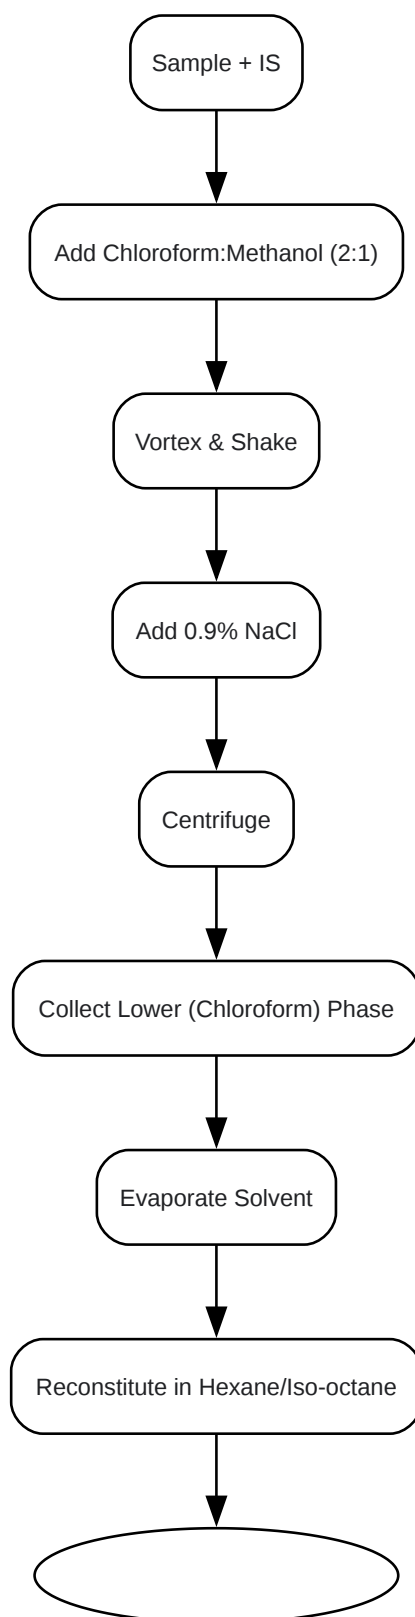 Sample + IS
Add Chloroform:Methanol (2:1)
Vortex & Shake
Add 0.9% NaCl
Centrifuge
Collect Lower (Chloroform) Phase
Evaporate Solvent
Reconstitute in Hexane/Iso-octane